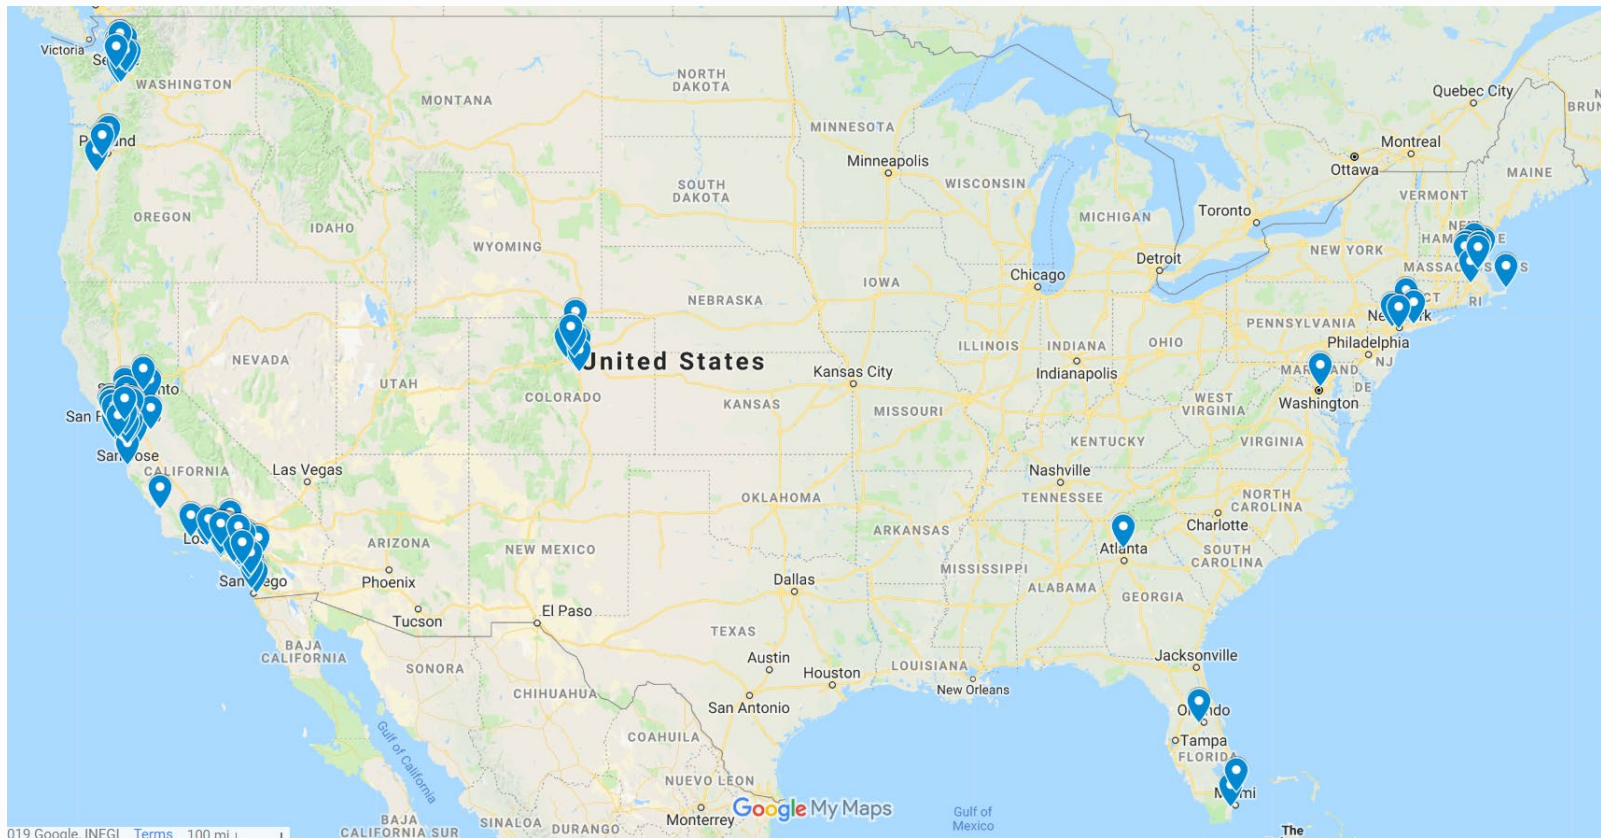 Victoria
WASHINGTON
MONTANA
NORTH
DAKOTA
MINNESOTA
Minneapolis
SOUTH
DAKOTA
WISCONSIN
MICHIGAN
Toronto
Ottawa
Montreal
Quebec City
MAINE
VERMONT
NEW YORK
OREGON
IDAHO
WYOMING
Detroit
Chicago
IOWA
NEBRASKA
RI
PENNSYLVANIA
Philadelphia
NJ
OHIO
INDIANA
ILLINOIS
Indianapolis
NEVADA
UTAH
United States
COLORADO
Kansas City
KANSAS
MISSOURI
DE
Washington
WEST
VIRGINIA
VIRGINIA
KENTUCKY
CALIFORNIA
Las Vegas
Nashville
TENNESSEE
OKLAHOMA
ARKANSAS
NORTH
CAROLINA
Charlotte
ARIZONA
NEW MEXICO
Atlanta
SOUTH
CAROLINA
MISSISSIPPI
ALABAMA
GEORGIA
Phoenix
Dallas
Tucson
El Paso
TEXAS
BAJA
CALIFORNIA
SONORA
CHIHUAHUA
Austin
Houston
LOUISIANA
New Orleans
San Antonio
Jacksonville
COAHUILA
Tampa
FLORIDA
Gulf of California
NUEVO LEON
Google My Maps
Gulf of
Mexico
Monterrey
SINALOA
DURANGO
BAJA
CALIFORNIA SUR
The
019 Google, INEGI Terms 100 mi